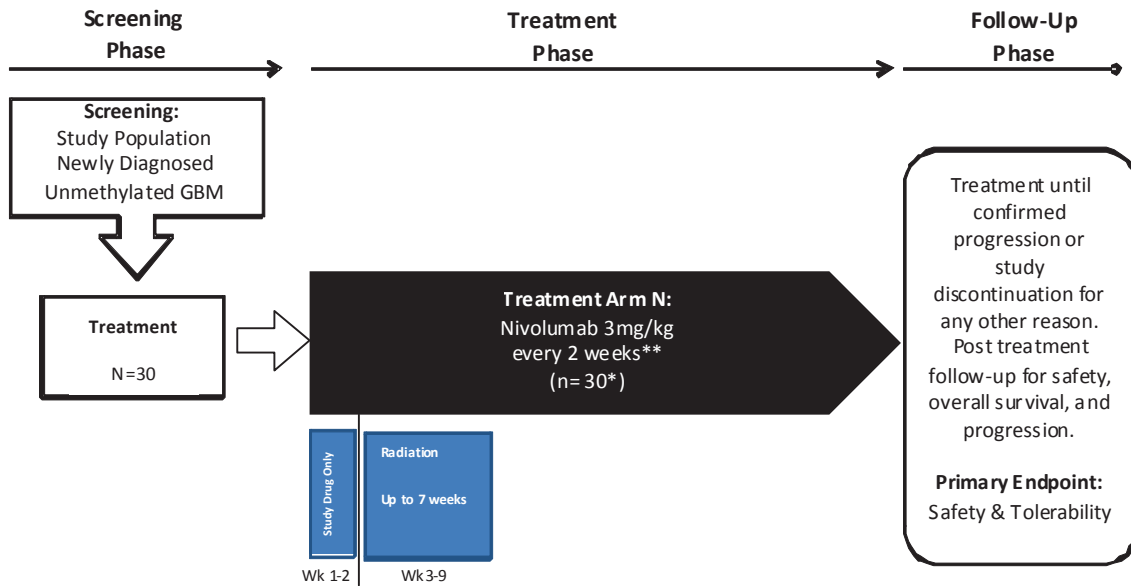 Screening
Phase
Treatment
Phase
Follow-Up
Phase
Screening:
Study Population
Newly Diagnosed
Unmethylated GBM
Treatment
N=30
Treatment Arm N:
Nivolumab 3mg/kg
every 2 weeks**
(n= 30*)
Study Drug Only
Radiation
Up to 7 weeks
Wk 1-2
Wk3-9
Treatment until
confirmed
progression or
study
discontinuation for
any other reason.
Post treatment
follow-up for safety,
overall survival, and
progression.
Primary Endpoint:
Safety & Tolerability